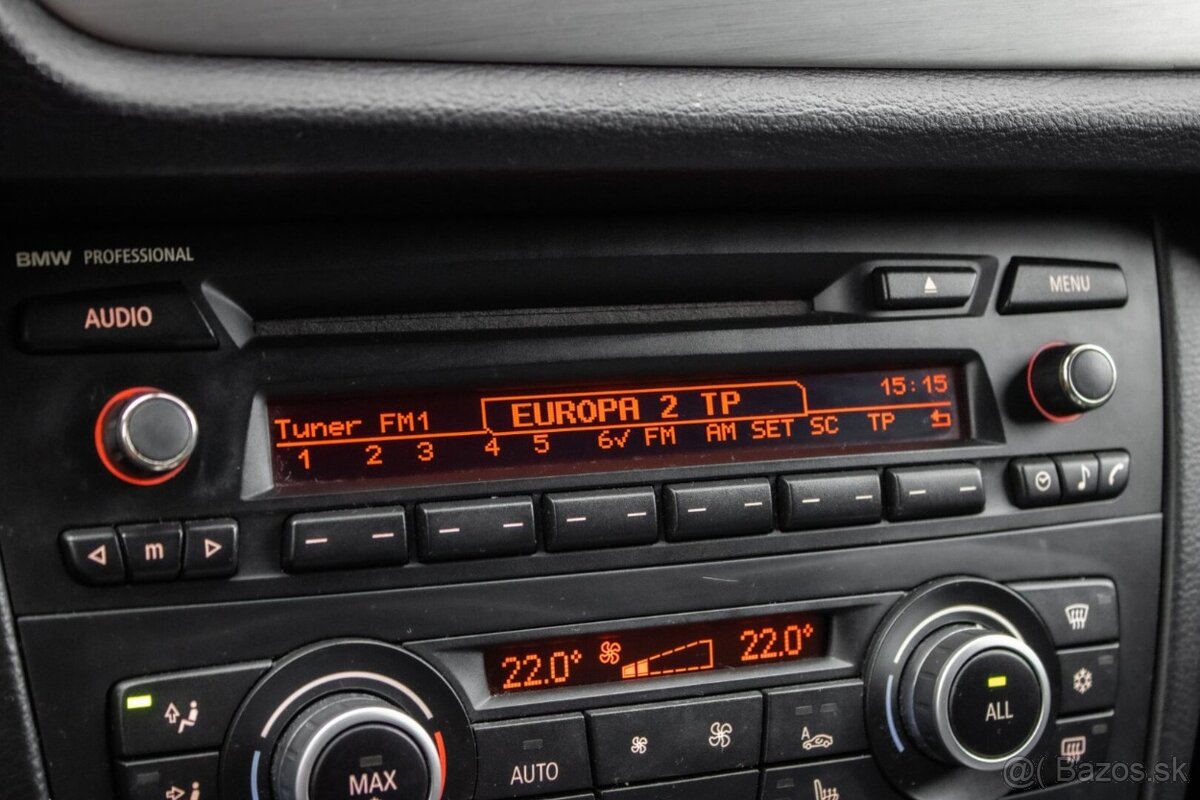 BMW PROFESSIONAL
AUDIO
MENU
Tuner FM1 EUROPA 2 TP 15:15
1 2 3 4 5 6√ FM AM SET SC TP
m
22.0° 22.0°
A
MAX AUTO ALL
@( Bazos.sk